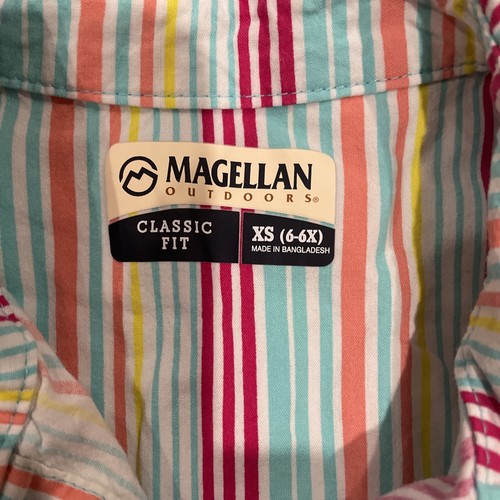 MAGELLAN
OUTDOORS®
CLASSIC
FIT
XS (6-6X)
MADE IN BANGLADESH